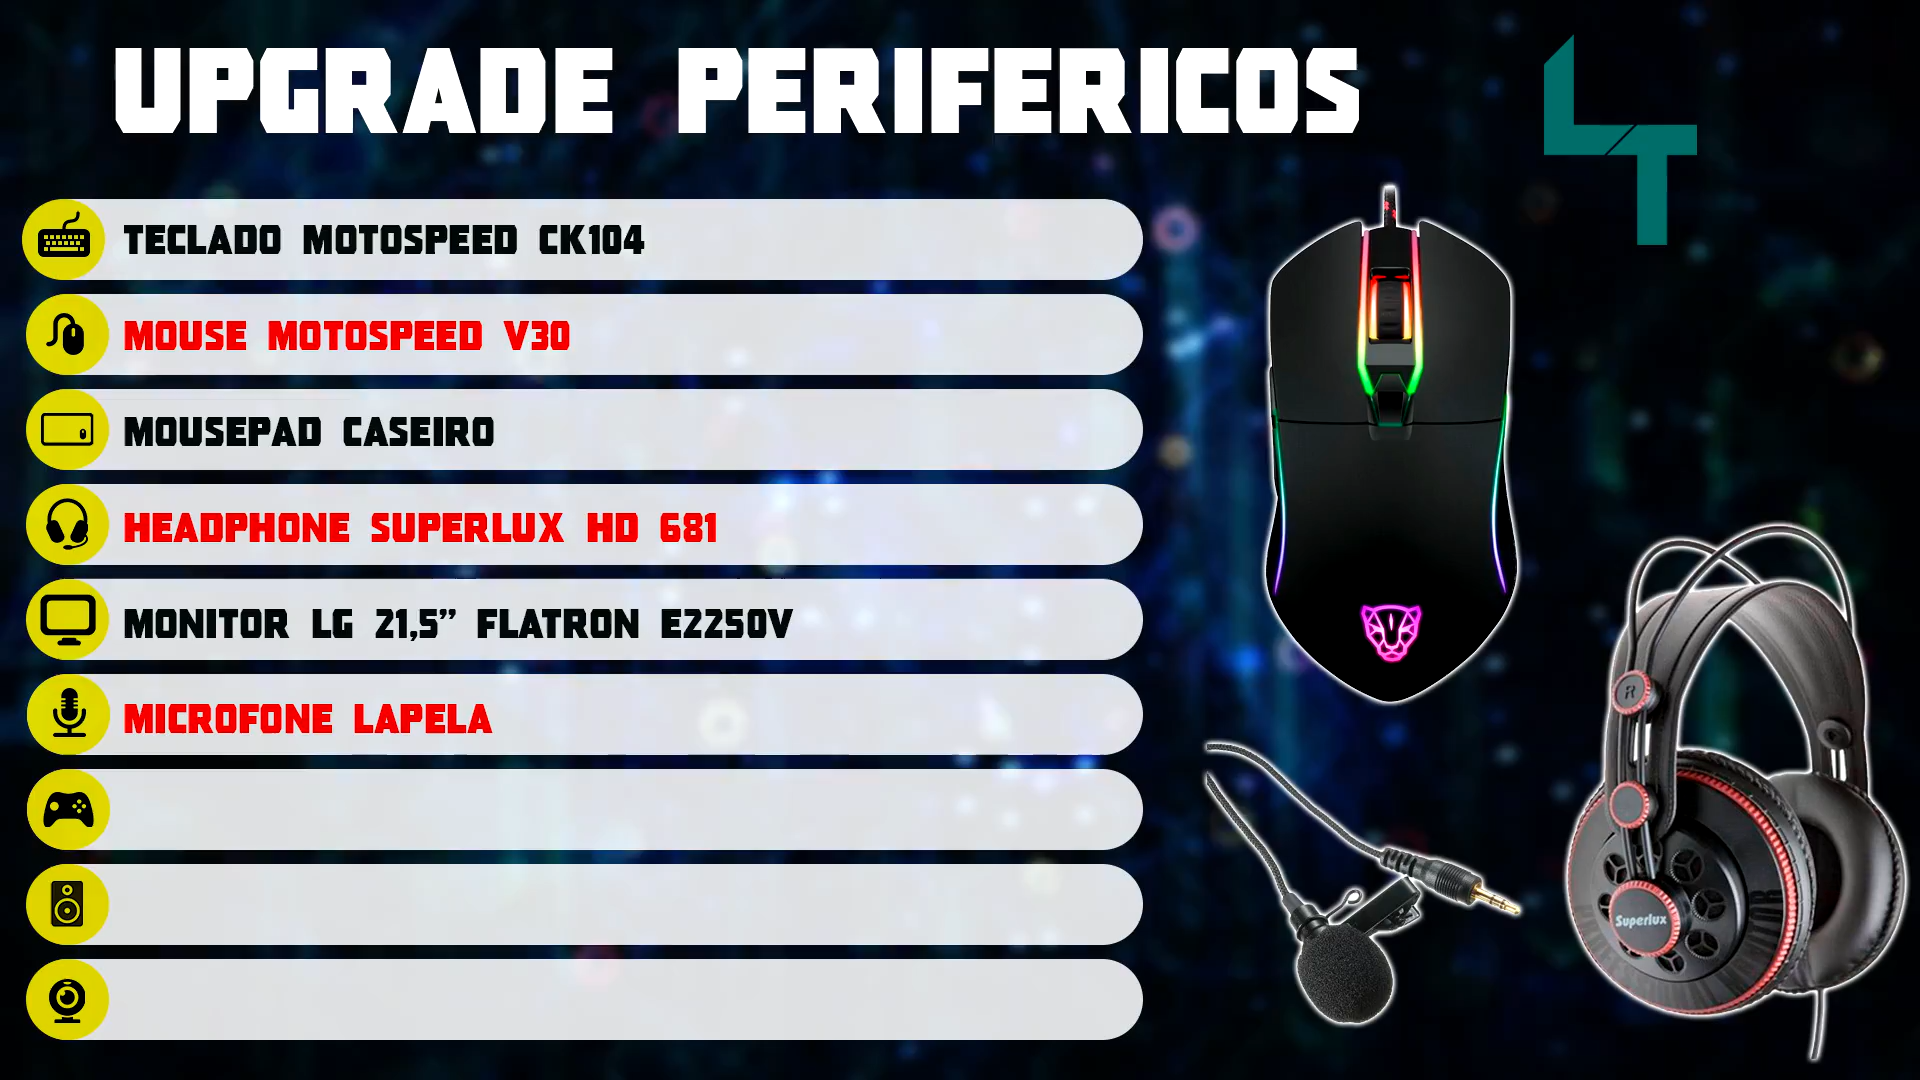 UPGRADE PERIFERICOS
LT
TECLADO MOTOSPEED CK104
MOUSE MOTOSPEED V30
MOUSEPAD CASEIRO
HEADPHONE SUPERLUX HD 681
MONITOR LG 21,5” FLATRON E2250V
MICROFONE LAPELA
R
Superlux